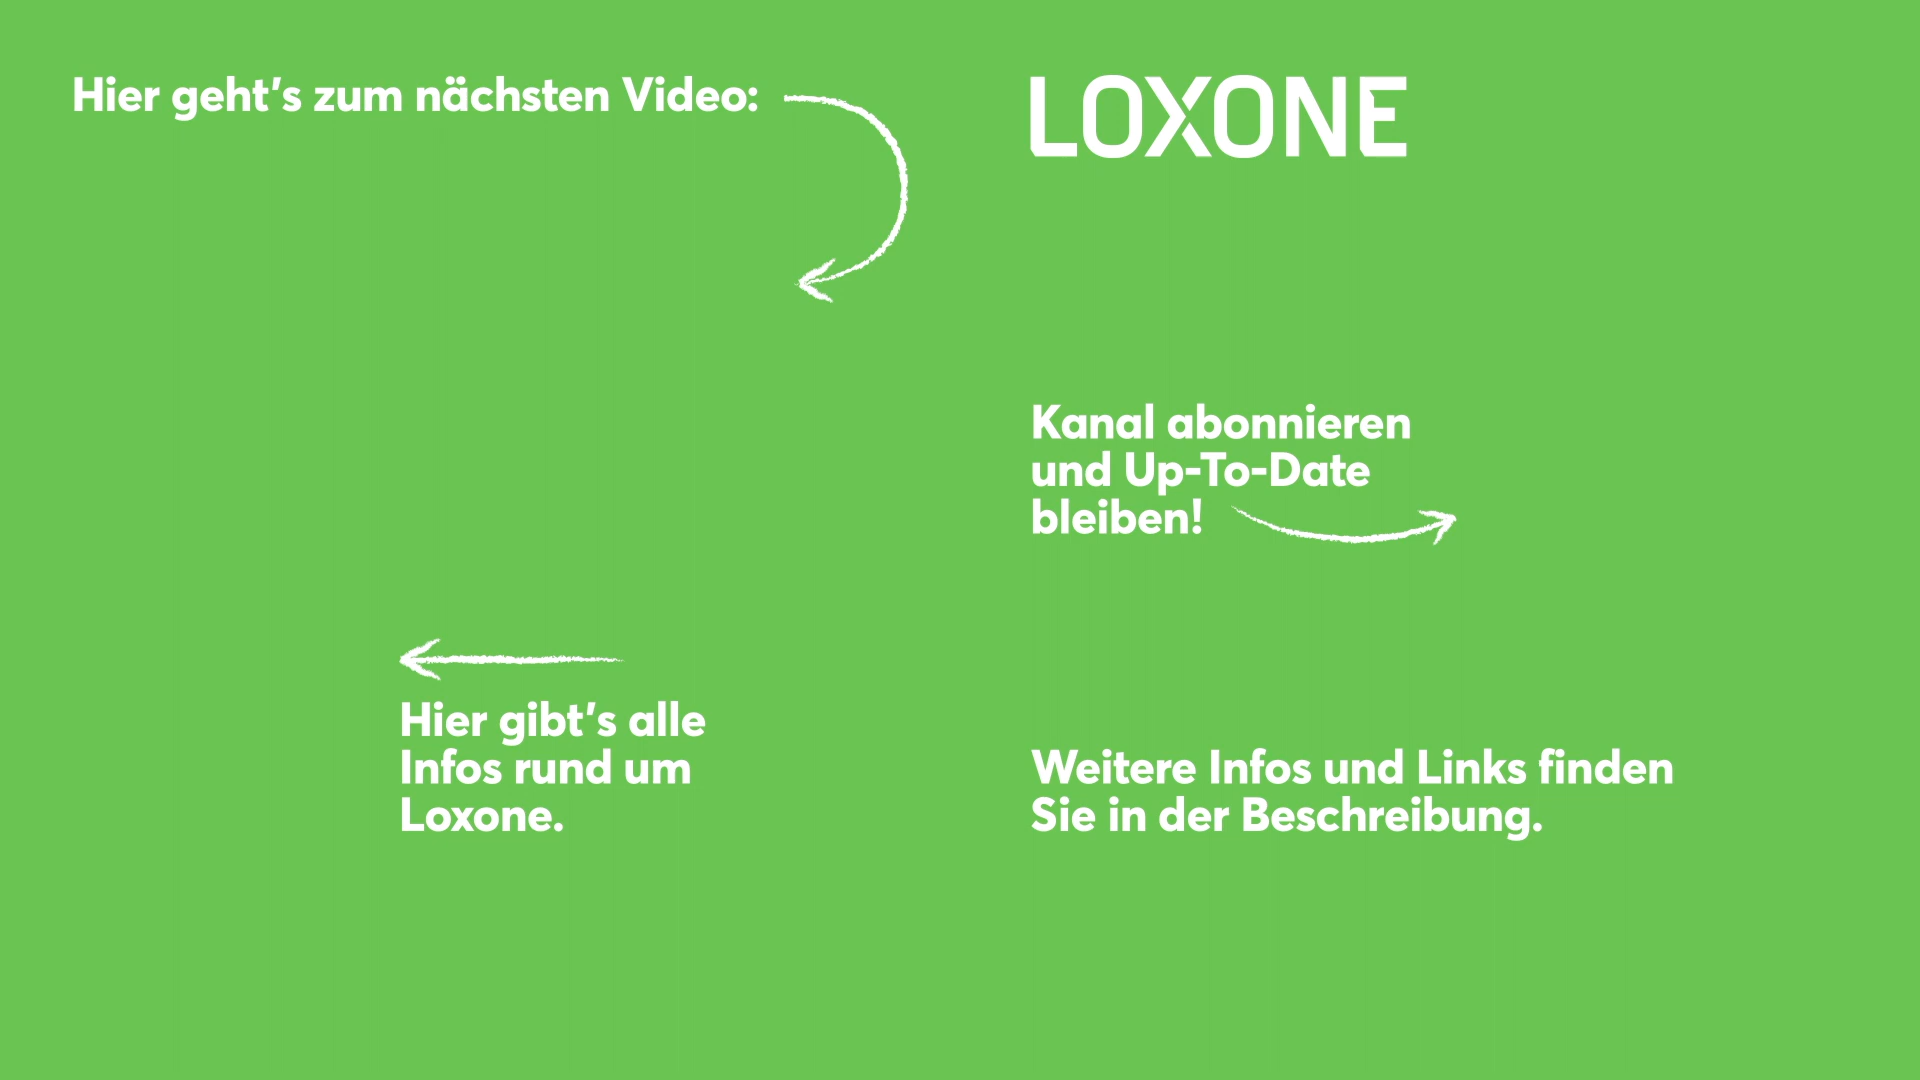 Hier geht's zum nächsten Video:
LOXONE
Kanal abonnieren
und Up-To-Date
bleiben!
Hier gibt's alle
Infos rund um
Loxone.
Weitere Infos und Links finden
Sie in der Beschreibung.